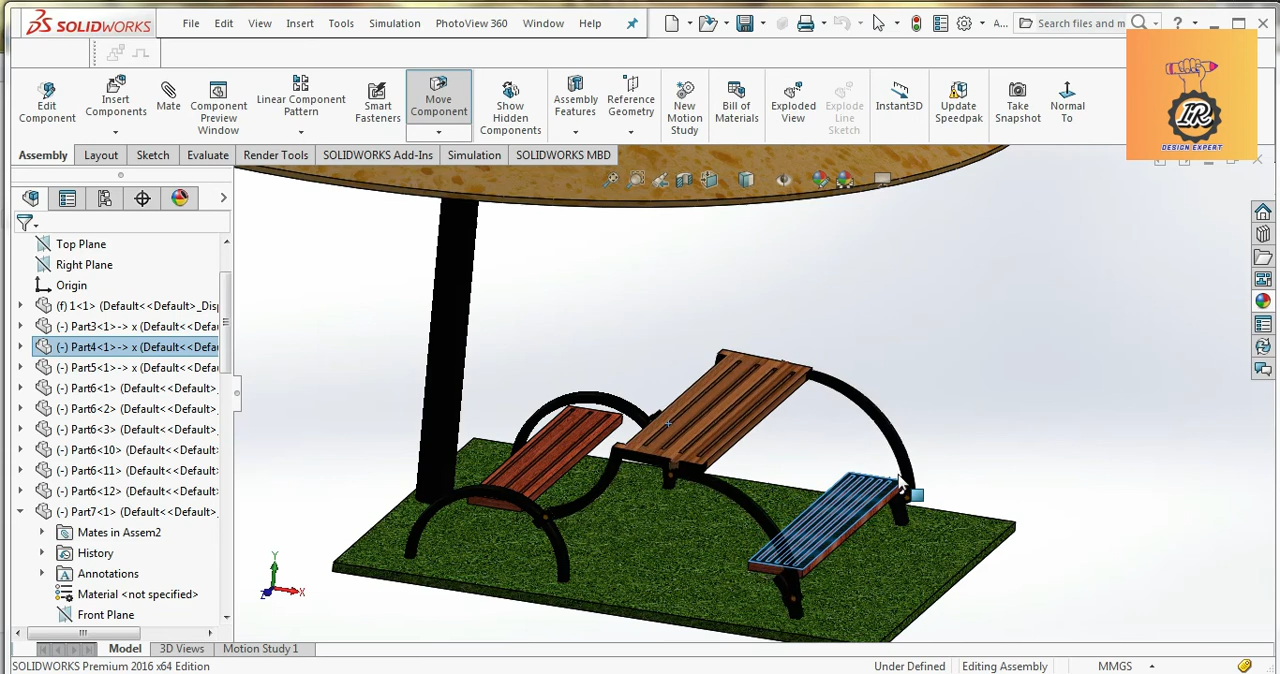 SOLIDWORKS File Edit View Insert Tools Simulation PhotoView 360 Window Help A... Search files and m ?
Edit Component
Insert Components
Mate
Component Preview Window
Linear Component Pattern
Smart Fasteners
Move Component
Show Hidden Components
Assembly Features
Reference Geometry
New Motion Study
Bill of Materials
Exploded View
Explode Line Sketch
Instant3D
Update Speedpak
Take Snapshot
Normal To
IR
DESIGN EXPERT
Assembly Layout Sketch Evaluate Render Tools SOLIDWORKS Add-Ins Simulation SOLIDWORKS MBD
Top Plane
Right Plane
Origin
(f) 1<1> (Default<<Default>_Disp
(-) Part3<1>-> x (Default<<Defau
(-) Part4<1>-> x (Default<<Defau
(-) Part5<1>-> x (Default<<Defau
(-) Part6<1> (Default<<Default>_
(-) Part6<2> (Default<<Default>_
(-) Part6<3> (Default<<Default>_
(-) Part6<10> (Default<<Default>
(-) Part6<11> (Default<<Default>
(-) Part6<12> (Default<<Default>
(-) Part7<1> (Default<<Default>_
Mates in Assem2
History
Annotations
Material <not specified>
Front Plane
Y
X
Z
Model 3D Views Motion Study 1
SOLIDWORKS Premium 2016 x64 Edition Under Defined Editing Assembly MMGS